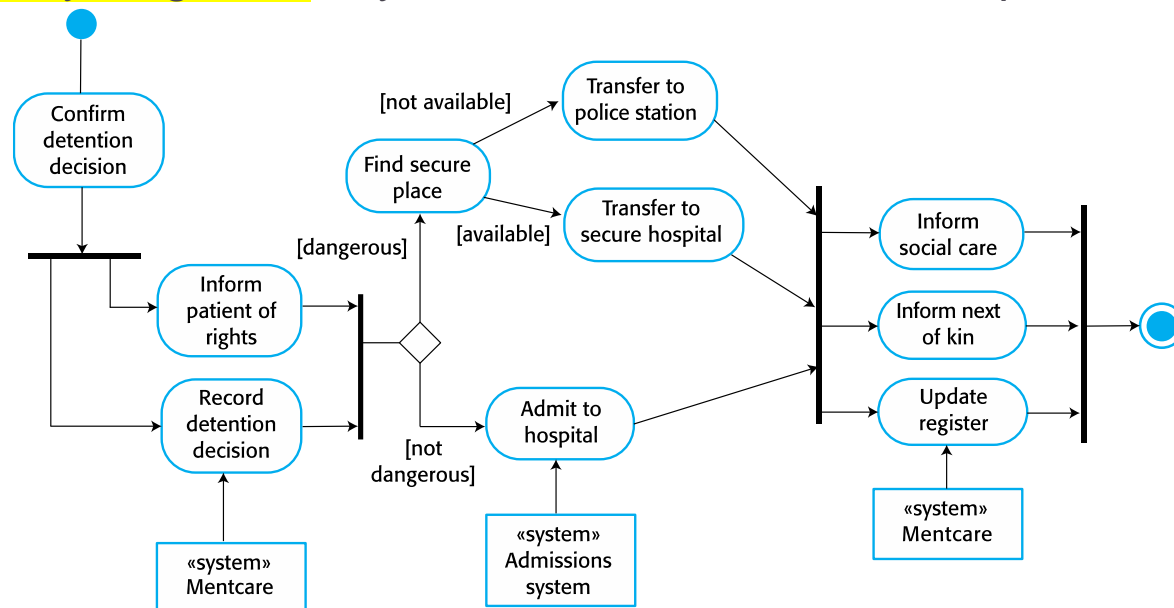 Confirm
detention
decision
Inform
patient of
rights
Record
detention
decision
«system»
Mentcare
[dangerous]
[not
dangerous]
Find secure
place
[not available]
[available]
Transfer to
police station
Transfer to
secure hospital
Admit to
hospital
«system»
Admissions
system
Inform
social care
Inform next
of kin
Update
register
«system»
Mentcare